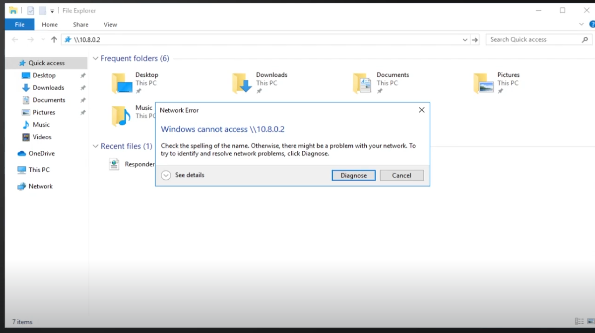 File Explorer
File Home Share View
\\10.8.0.2
Search Quick access
Quick access
Desktop
Downloads
Documents
Pictures
Music
Videos
OneDrive
This PC
Network
Frequent folders (6)
Desktop
This PC
Downloads
This PC
Documents
This PC
Pictures
This PC
Music
This PC
Recent files (1)
Responder
Network Error
Windows cannot access \\10.8.0.2
Check the spelling of the name. Otherwise, there might be a problem with your network. To
try to identify and resolve network problems, click Diagnose.
See details
Diagnose
Cancel
7 items